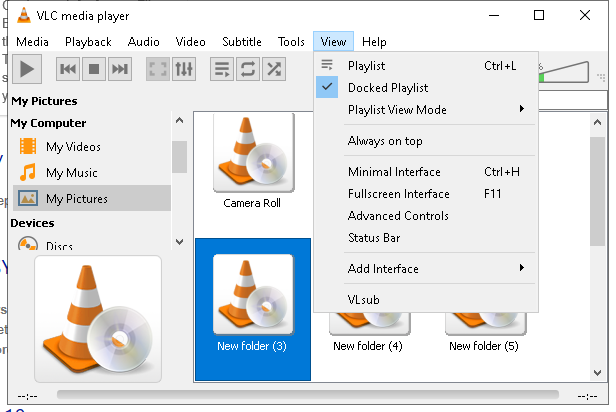 VLC media player
Media Playback Audio Video Subtitle Tools View Help
Playlist Ctrl+L
Docked Playlist
Playlist View Mode
Always on top
Minimal Interface Ctrl+H
Fullscreen Interface F11
Advanced Controls
Status Bar
Add Interface
VLsub
%
My Pictures
My Computer
My Videos
My Music
My Pictures
Devices
Discs
Camera Roll
New folder (3)
New folder (4)
New folder (5)
--:--
--:--